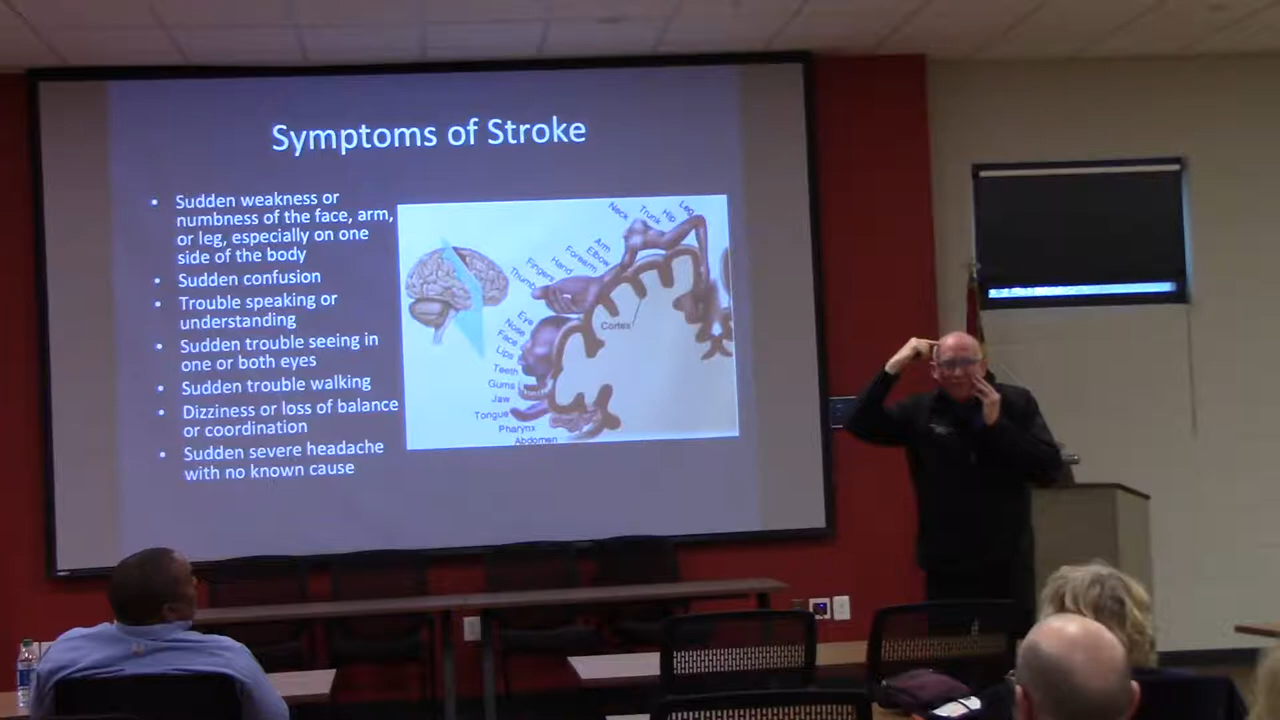 Symptoms of Stroke
• Sudden weakness or
numbness of the face, arm,
or leg, especially on one
side of the body
• Sudden confusion
• Trouble speaking or
understanding
• Sudden trouble seeing in
one or both eyes
• Sudden trouble walking
• Dizziness or loss of balance
or coordination
• Sudden severe headache
with no known cause
Leg
Hip
Trunk
Neck
Arm
Elbow
Forearm
Hand
Fingers
Thumb
Eye
Nose
Face
Lips
Teeth
Gums
Jaw
Tongue
Pharynx
Abdomen
Cortex